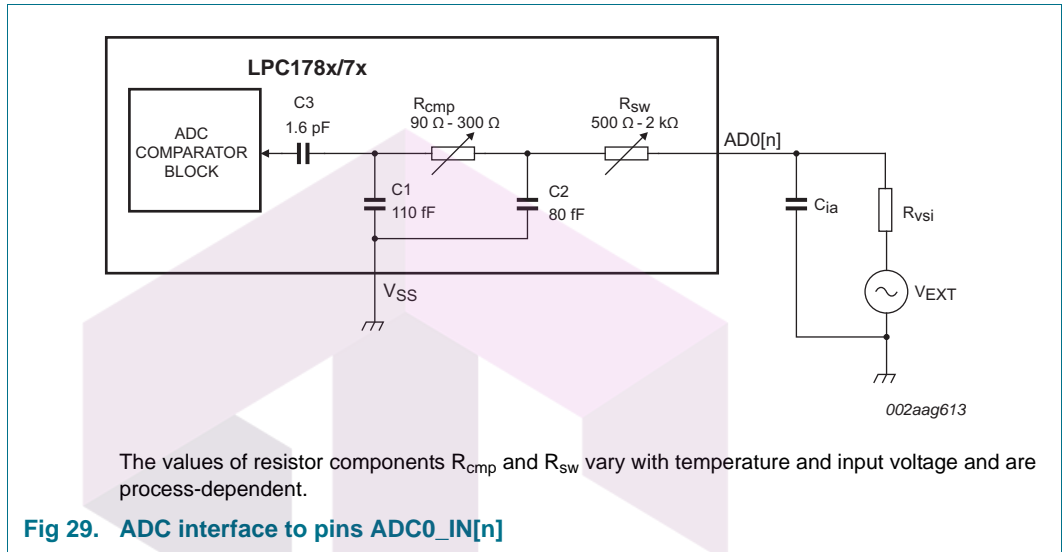 LPC178x/7x
ADC
COMPARATOR
BLOCK
C3
1.6 pF
Rcmp
90 Ω - 300 Ω
Rsw
500 Ω - 2 kΩ
AD0[n]
C1
110 fF
C2
80 fF
Cia
Rvsi
VSS
VEXT
002aag613
The values of resistor components Rcmp and Rsw vary with temperature and input voltage and are
process-dependent.
Fig 29. ADC interface to pins ADC0_IN[n]